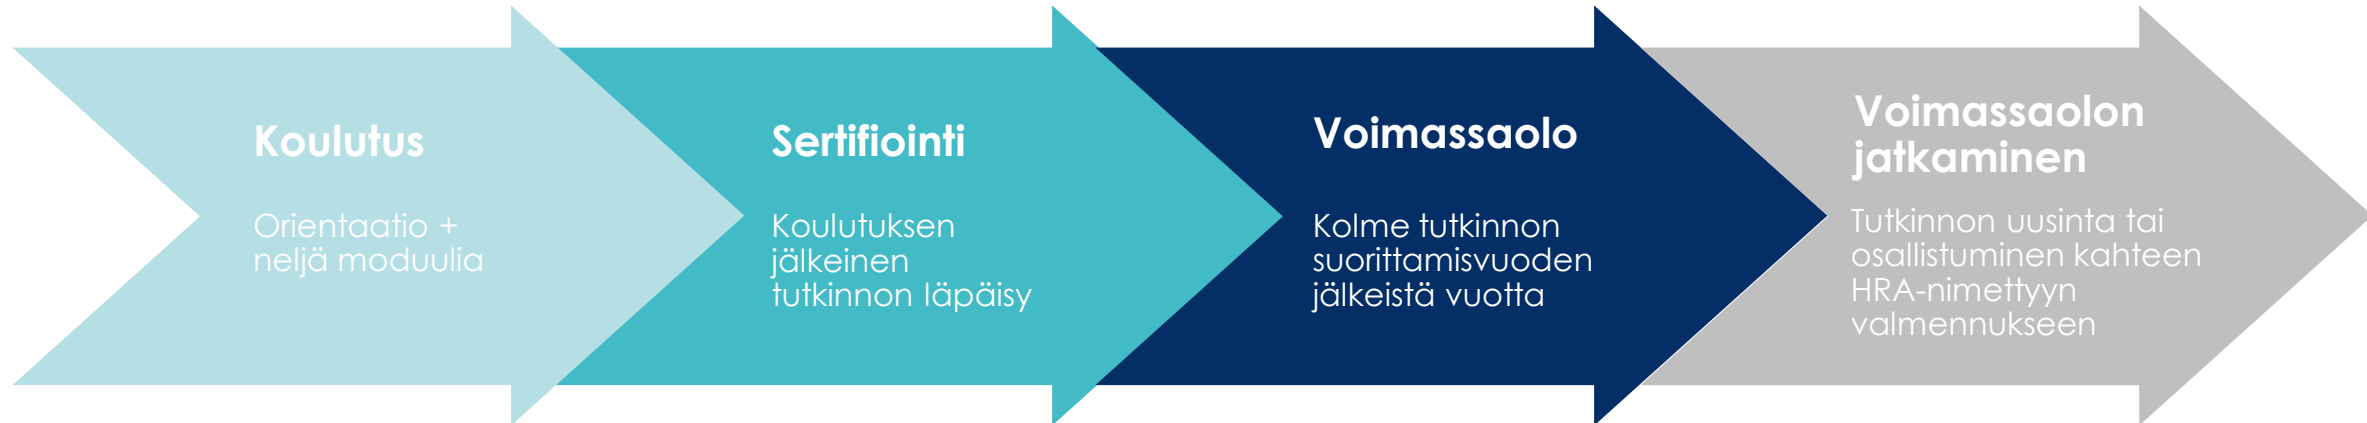 Koulutus
Orientaatio +
neljä moduulia
Sertifiointi
Koulutuksen
jälkeinen
tutkinnon läpäisy
Voimassaolo
Kolme tutkinnon
suorittamisvuoden
jälkeistä vuotta
Voimassaolon
jatkaminen
Tutkinnon uusinta tai
osallistuminen kahteen
HRA-nimettyyn
valmennukseen